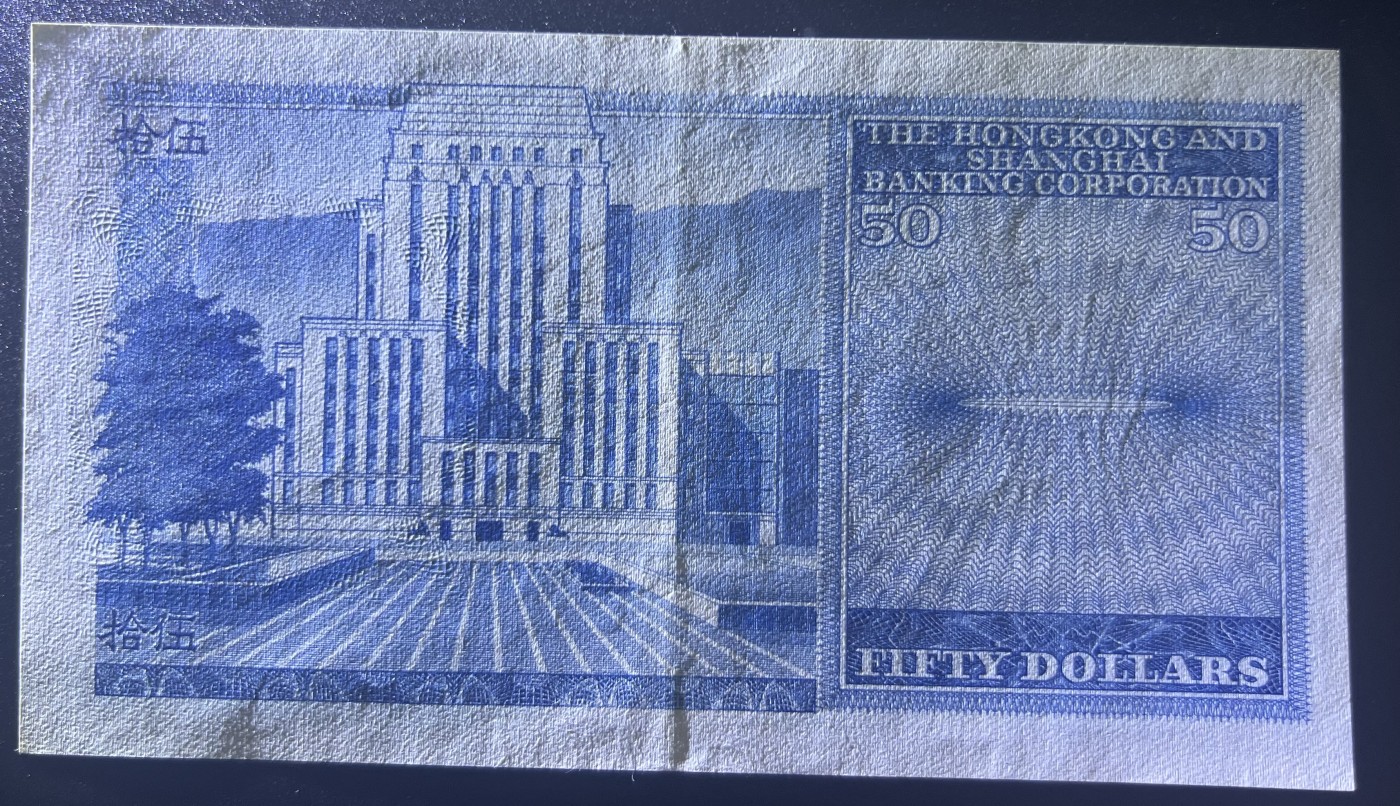 伍拾
THE HONGKONG AND
SHANGHAI
BANKING CORPORATION
50 50
伍拾
FIFTY DOLLARS